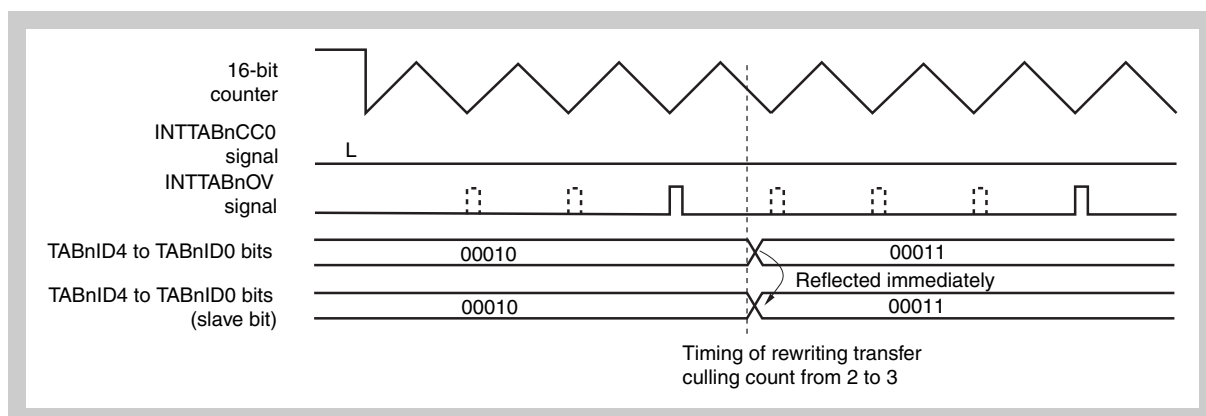 16-bit
counter
INTTABnCC0
signal
L
INTTABnOV
signal
TABnID4 to TABnID0 bits
00010
00011
Reflected immediately
TABnID4 to TABnID0 bits
(slave bit)
00010
00011
Timing of rewriting transfer
culling count from 2 to 3